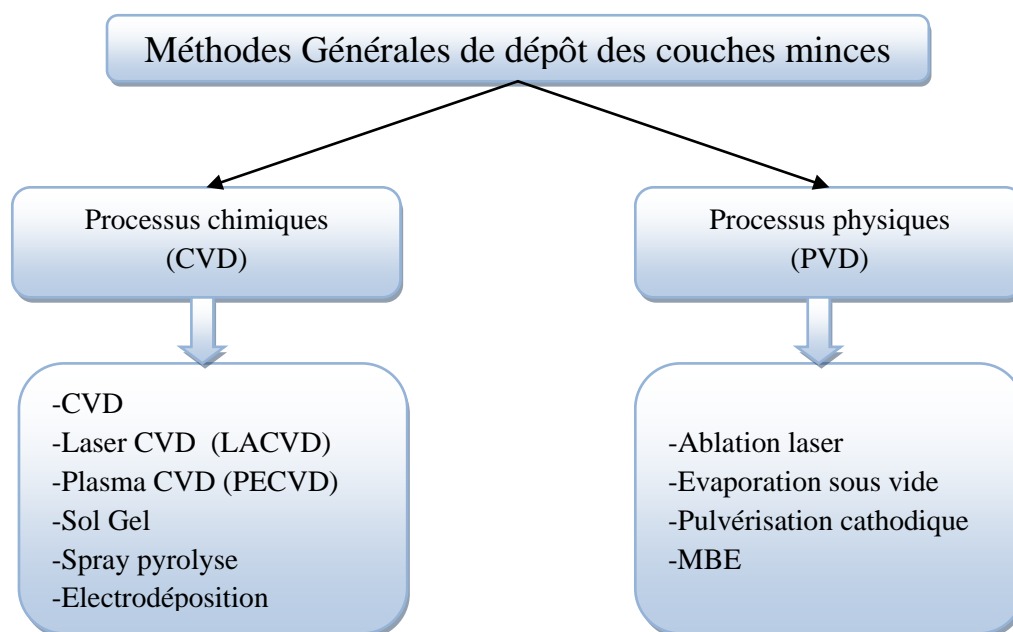 Méthodes Générales de dépôt des couches minces
Processus chimiques
(CVD)
Processus physiques
(PVD)
-CVD
-Laser CVD  (LACVD)
-Plasma CVD (PECVD)
-Sol Gel
-Spray pyrolyse
-Electrodéposition
-Ablation laser
-Evaporation sous vide
-Pulvérisation cathodique
-MBE